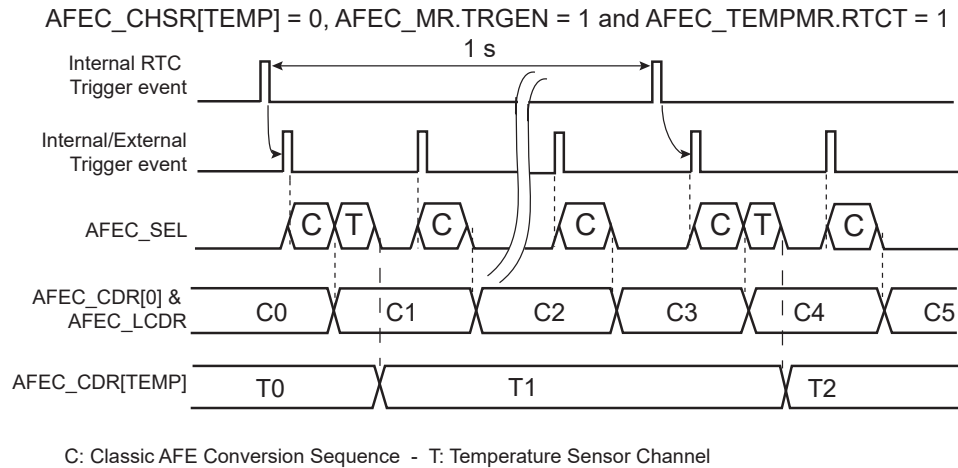 AFEC_CHSR[TEMP] = 0, AFEC_MR.TRGEN = 1 and AFEC_TEMPMR.RTCT = 1
1 s
Internal RTC
Trigger event
Internal/External
Trigger event
AFEC_SEL
C T C C C T C
AFEC_CDR[0] &
AFEC_LCDR
C0 C1 C2 C3 C4 C5
AFEC_CDR[TEMP]
T0 T1 T2
C: Classic AFE Conversion Sequence - T: Temperature Sensor Channel